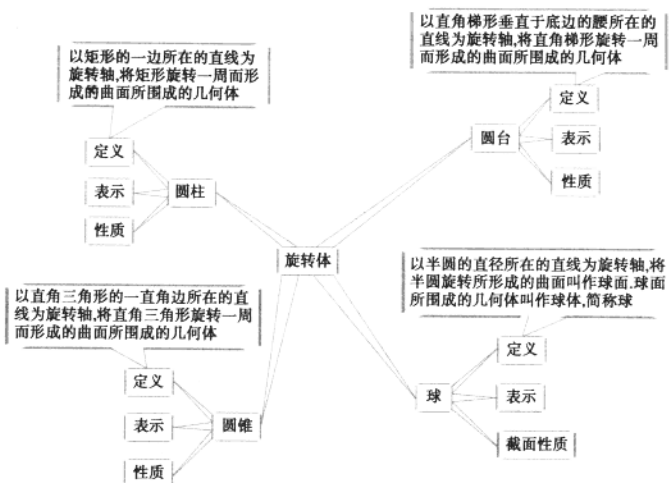 以直角梯形垂直于底边的腰所在的
直线为旋转轴,将直角梯形旋转一周
而形成的曲面所围成的几何体
以矩形的一边所在的直线为
旋转轴,将矩形旋转一周而形
成的曲面所围成的几何体
定义
表示
性质
圆柱
圆台
定义
表示
性质
旋转体
以直角三角形的一直角边所在的直
线为旋转轴,将直角三角形旋转一周
而形成的曲面所围成的几何体
定义
表示
性质
圆锥
以半圆的直径所在的直线为旋转轴,将
半圆旋转所形成的曲面叫作球面.球面
所围成的几何体叫作球体,简称球
球
定义
表示
截面性质